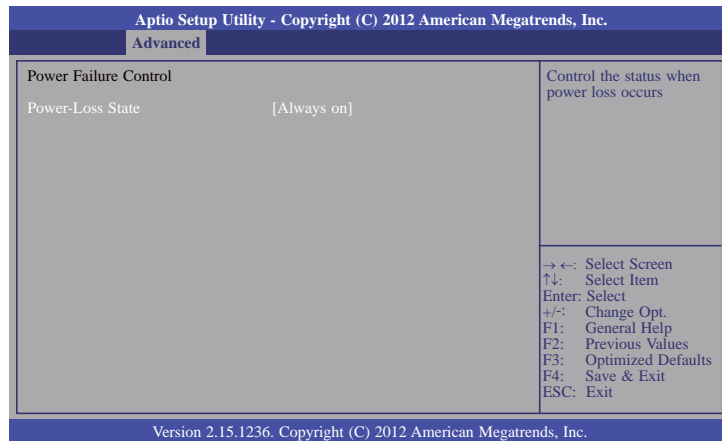 Aptio Setup Utility - Copyright (C) 2012 American Megatrends, Inc.
Advanced
Power Failure Control
Power-Loss State [Always on]
Control the status when
power loss occurs
→ ←: Select Screen
↑↓: Select Item
Enter: Select
+/-: Change Opt.
F1: General Help
F2: Previous Values
F3: Optimized Defaults
F4: Save & Exit
ESC: Exit
Version 2.15.1236. Copyright (C) 2012 American Megatrends, Inc.